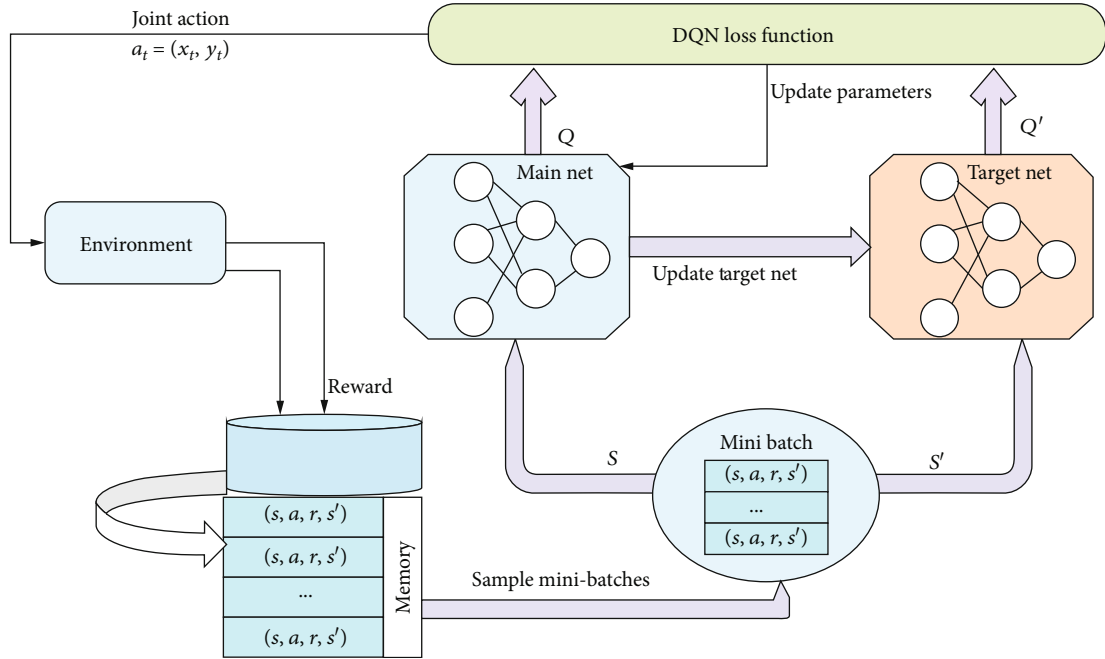 Joint action
a_t = (x_t, y_t)
DQN loss function
Update parameters
Q
Q′
Main net
Target net
Environment
Update target net
Reward
Mini batch
S
S′
(s, a, r, s′)
...
(s, a, r, s′)
(s, a, r, s′)
(s, a, r, s′)
...
(s, a, r, s′)
Memory
Sample mini-batches